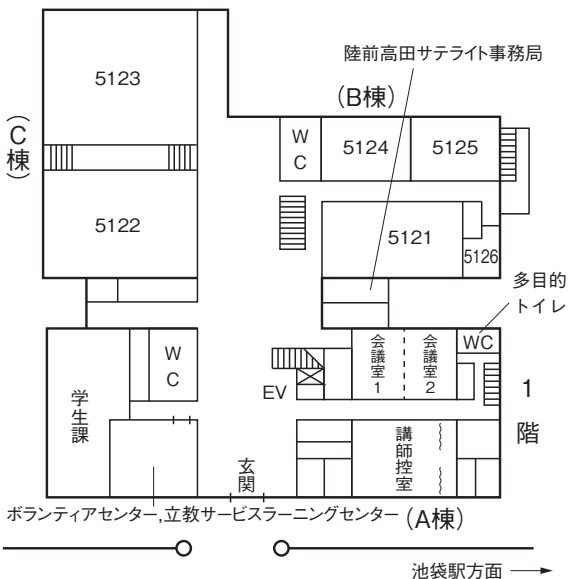 陸前高田サテライト事務局
5123
(B棟)
(C棟)
WC
5124
5125
5122
5121
5126
多目的
トイレ
WC
会議室1
会議室2
WC
学生課
EV
1階
講師控室
玄関
ボランティアセンター,立教サービスラーニングセンター
(A棟)
池袋駅方面